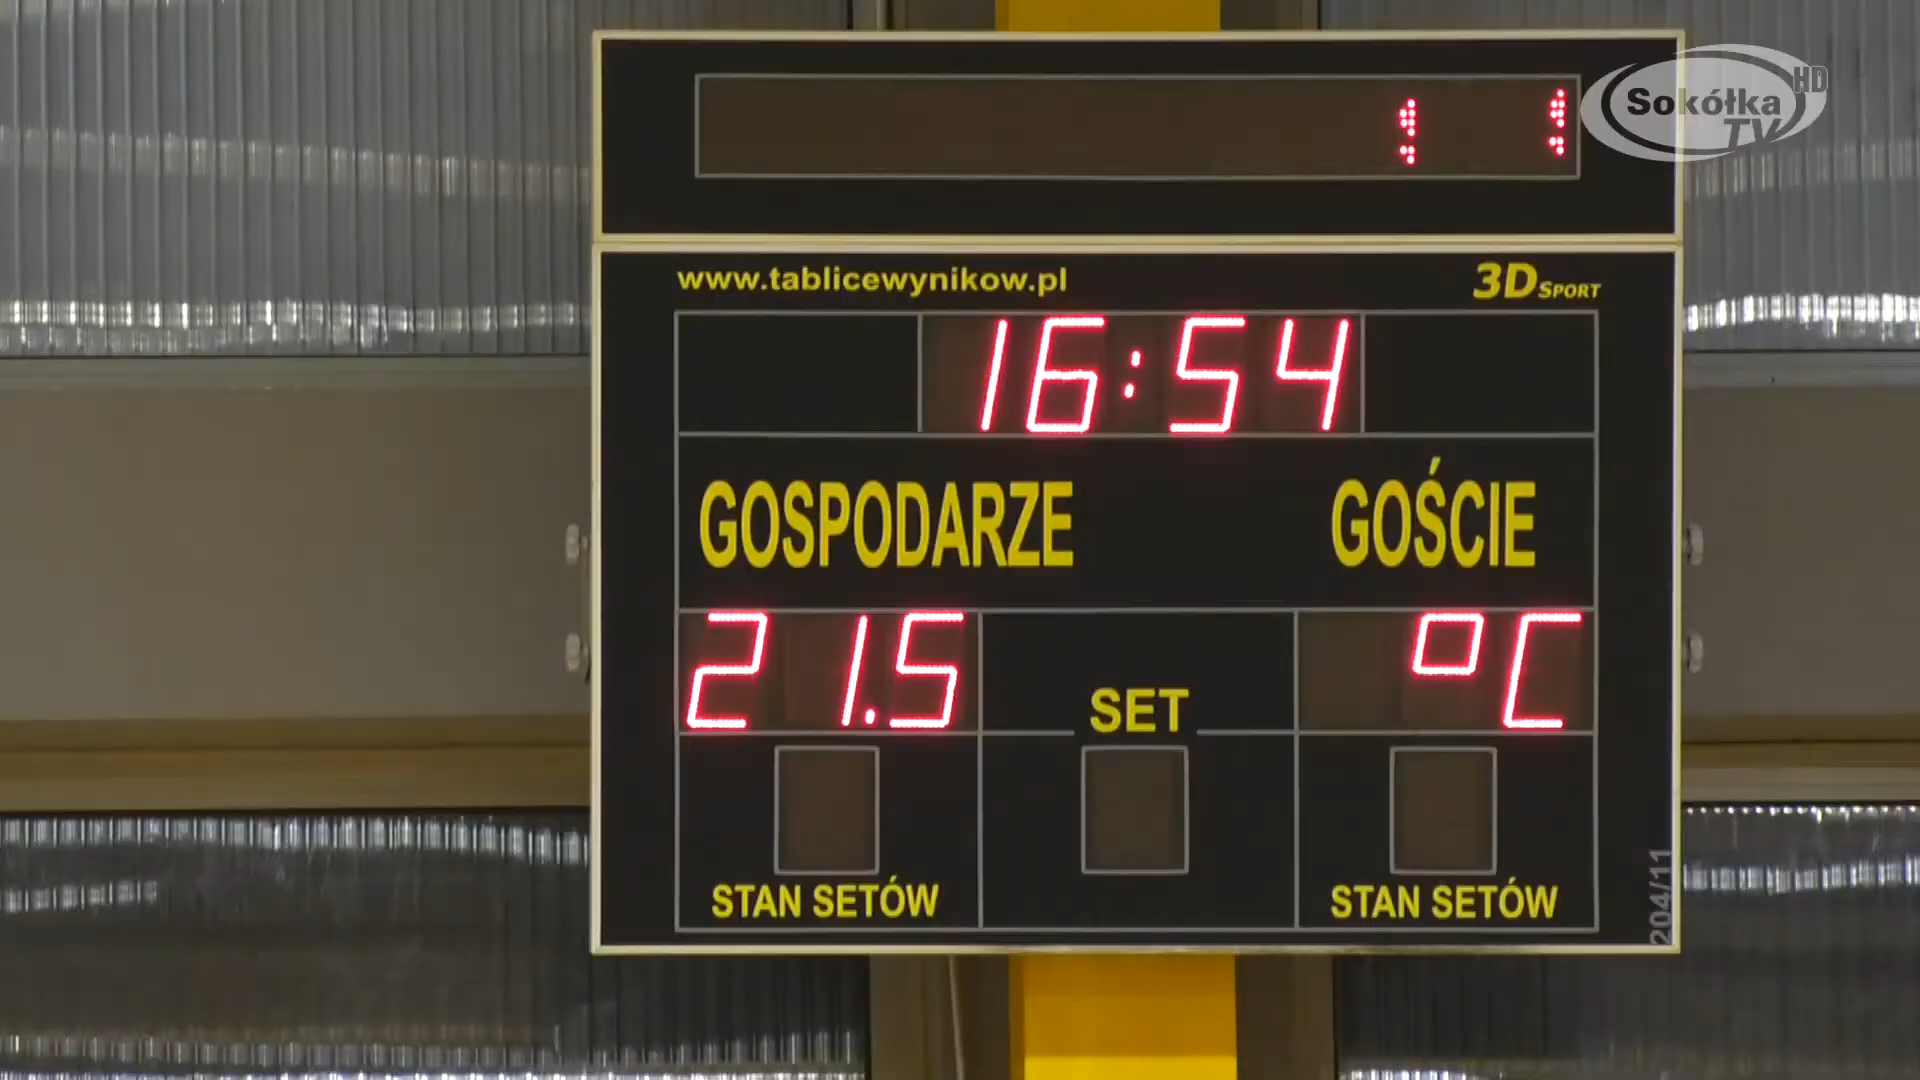 Sokółka HD
TV
www.tablicewynikow.pl
3D SPORT
16:54
GOSPODARZE GOŚCIE
21.5 °C
SET
STAN SETÓW STAN SETÓW
204/11